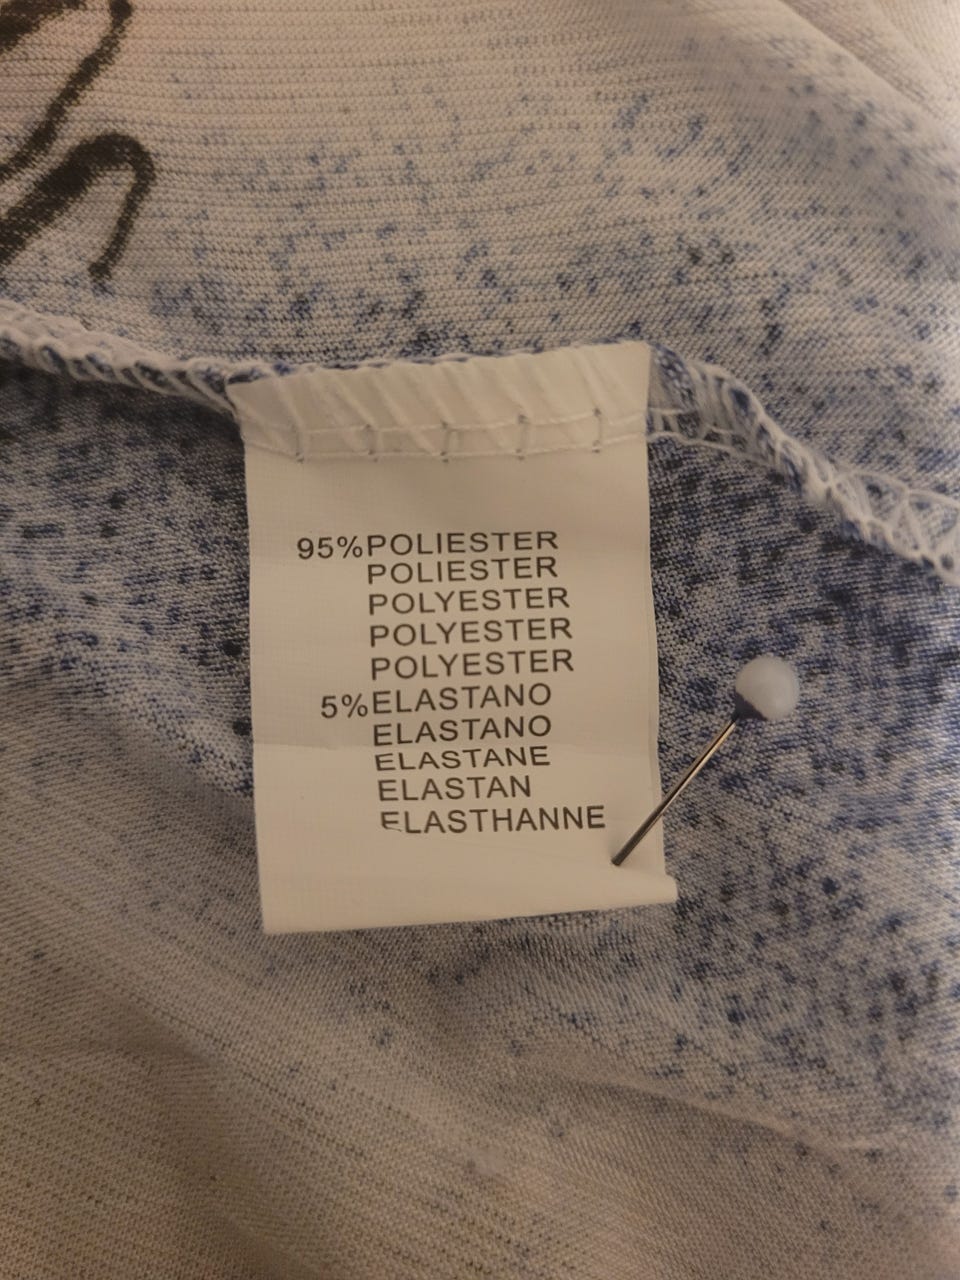 95%POLIESTER
POLIESTER
POLYESTER
POLYESTER
POLYESTER
5%ELASTANO
ELASTANO
ELASTANE
ELASTAN
ELASTHANNE